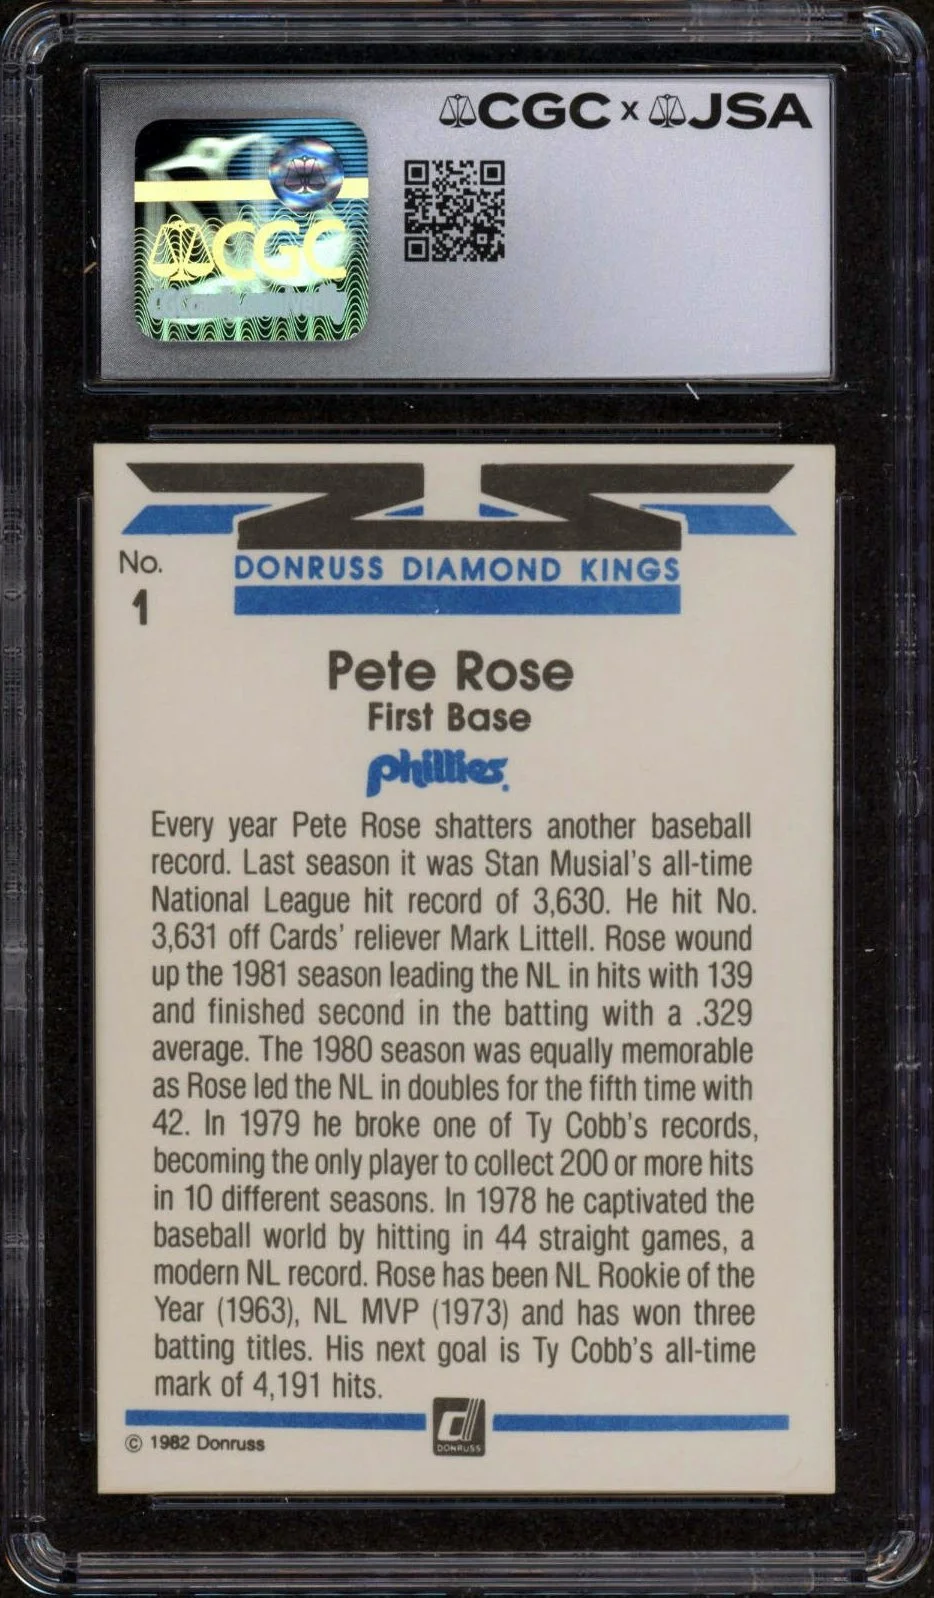 CGC x JSA
CGC
No.
1
DONRUSS DIAMOND KINGS
Pete Rose
First Base
phillies
Every year Pete Rose shatters another baseball
record. Last season it was Stan Musial's all-time
National League hit record of 3,630. He hit No.
3,631 off Cards' reliever Mark Littell. Rose wound
up the 1981 season leading the NL in hits with 139
and finished second in the batting with a .329
average. The 1980 season was equally memorable
as Rose led the NL in doubles for the fifth time with
42. In 1979 he broke one of Ty Cobb's records,
becoming the only player to collect 200 or more hits
in 10 different seasons. In 1978 he captivated the
baseball world by hitting in 44 straight games, a
modern NL record. Rose has been NL Rookie of the
Year (1963), NL MVP (1973) and has won three
batting titles. His next goal is Ty Cobb's all-time
mark of 4,191 hits.
© 1982 Donruss
DONRUSS